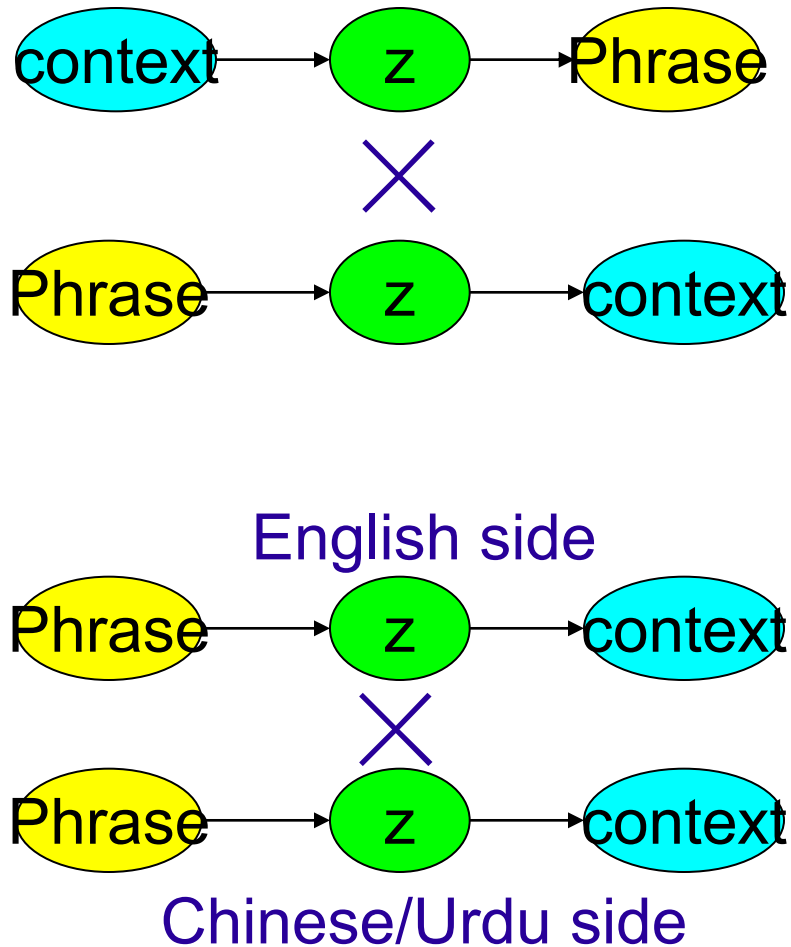 context z Phrase
Phrase z context
English side
Phrase z context
Phrase z context
Chinese/Urdu side